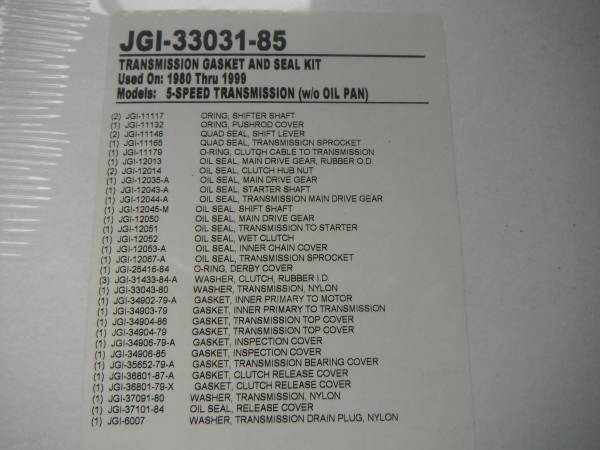 JGI-33031-85
TRANSMISSION GASKET AND SEAL KIT
Used On: 1980 Thru 1999
Models: 5-SPEED TRANSMISSION (w/o OIL PAN)
(2) JGI-11117 ORING, SHIFTER SHAFT
(1) JGI-11132 ORING, PUSHROD COVER
(2) JGI-11148 QUAD SEAL, SHIFT LEVER
(1) JGI-11165 QUAD SEAL, TRANSMISSION SPROCKET
(1) JGI-11179 O-RING, CLUTCH CABLE TO TRANSMISSION
(1) JGI-12013 OIL SEAL, MAIN DRIVE GEAR, RUBBER O.D.
(2) JGI-12014 OIL SEAL, CLUTCH HUB NUT
(1) JGI-12035-A OIL SEAL, MAIN DRIVE GEAR
(1) JGI-12043-A OIL SEAL, STARTER SHAFT
(1) JGI-12044-A OIL SEAL, TRANSMISSION MAIN DRIVE GEAR
(1) JGI-12045-M OIL SEAL, SHIFT SHAFT
(1) JGI-12050 OIL SEAL, MAIN DRIVE GEAR
(1) JGI-12051 OIL SEAL, TRANSMISSION TO STARTER
(1) JGI-12052 OIL SEAL, WET CLUTCH
(1) JGI-12053-A OIL SEAL, INNER CHAIN COVER
(1) JGI-12067-A OIL SEAL, TRANSMISSION SPROCKET
(1) JGI-25416-84 O-RING, DERBY COVER
(3) JGI-31433-84-A WASHER, CLUTCH, RUBBER I.D.
(1) JGI-33043-80 WASHER, TRANSMISSION, NYLON
(1) JGI-34902-79-A GASKET, INNER PRIMARY TO MOTOR
(1) JGI-34903-79 GASKET, INNER PRIMARY TO TRANSMISSION
(1) JGI-34904-86 GASKET, TRANSMISSION TOP COVER
(1) JGI-34904-79 GASKET, TRANSMISSION TOP COVER
(1) JGI-34906-79-A GASKET, INSPECTION COVER
(1) JGI-34906-85 GASKET, INSPECTION COVER
(1) JGI-35652-79-A GASKET, TRANSMISSION BEARING COVER
(1) JGI-36801-87-A GASKET, CLUTCH RELEASE COVER
(1) JGI-36801-79-X GASKET, CLUTCH RELEASE COVER
(1) JGI-37091-80 WASHER, TRANSMISSION, NYLON
(1) JGI-37101-84 OIL SEAL, RELEASE COVER
(1) JGI-6007 WASHER, TRANSMISSION DRAIN PLUG, NYLON